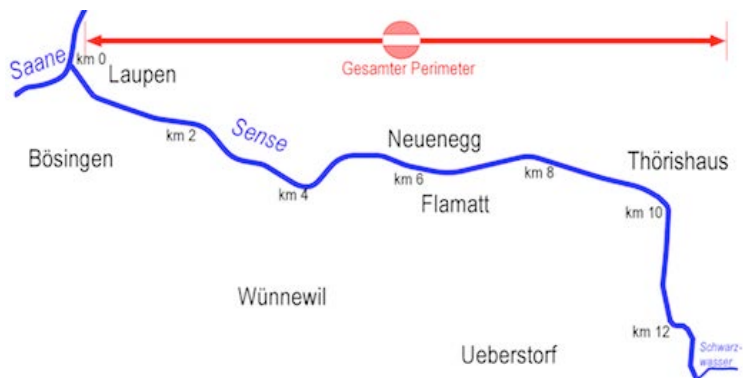 Saane
km 0
Gesamter Perimeter
Laupen
km 2
Sense
Bösingen
km 4
Neuenegg
km 6
Flamatt
km 8
Thörishaus
km 10
Wünnewil
km 12
Ueberstorf
Schwarz-
wasser